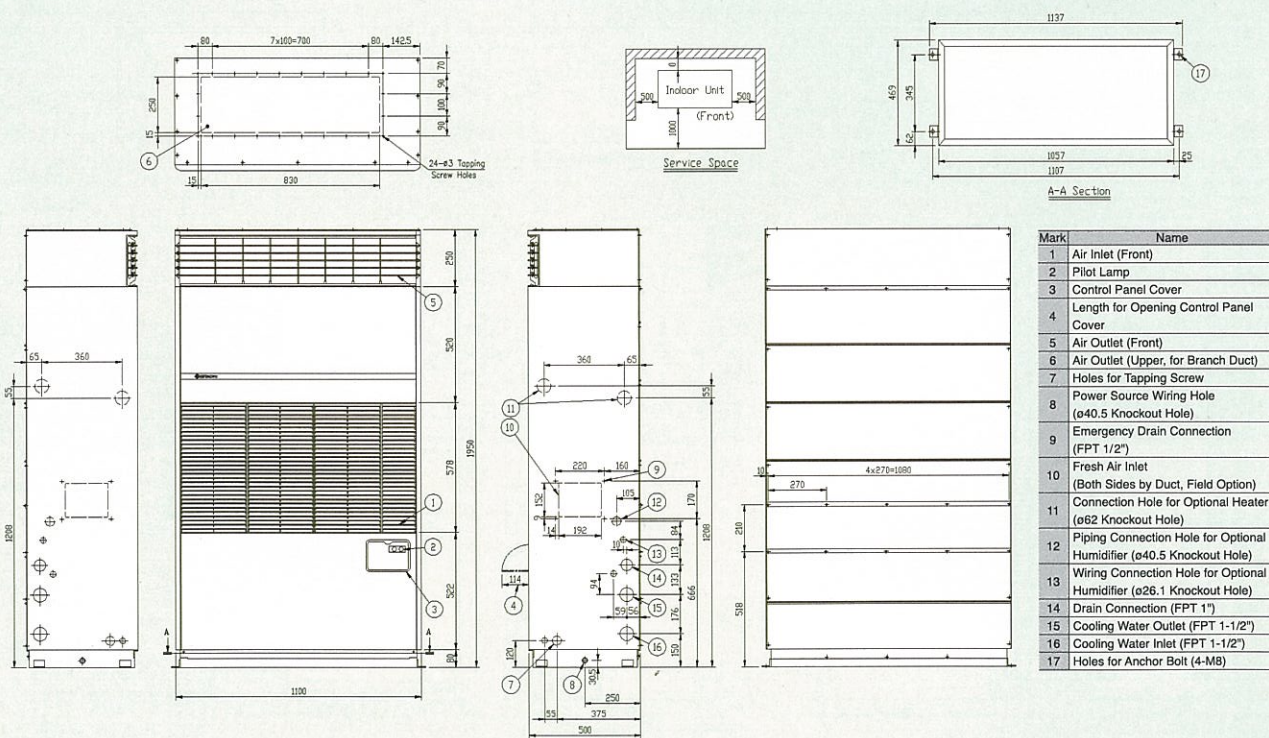 80
7x100=700
80
142.5
70
90
100
90
250
15
6
15
830
24-ø3 Tapping
Screw Holes
0
Indoor Unit
500
500
(Front)
1000
Service Space
1137
17
469
345
62
1057
25
1107
A-A Section
65
360
55
1208
HITACHI
250
5
520
578
1950
1
2
3
522
A
A
80
1100
360
65
55
11
10
9
220
160
152
105
12
170
9
14
192
84
1208
10
13
113
14
114
4
94
133
666
15
59
56
176
16
120
150
7
8
30.5
250
55
375
500
10
4x270=1080
270
210
518
Mark Name
1 Air Inlet (Front)
2 Pilot Lamp
3 Control Panel Cover
4 Length for Opening Control Panel
Cover
5 Air Outlet (Front)
6 Air Outlet (Upper, for Branch Duct)
7 Holes for Tapping Screw
8 Power Source Wiring Hole
(ø40.5 Knockout Hole)
9 Emergency Drain Connection
(FPT 1/2")
10 Fresh Air Inlet
(Both Sides by Duct, Field Option)
11 Connection Hole for Optional Heater
(ø62 Knockout Hole)
12 Piping Connection Hole for Optional
Humidifier (ø40.5 Knockout Hole)
13 Wiring Connection Hole for Optional
Humidifier (ø26.1 Knockout Hole)
14 Drain Connection (FPT 1")
15 Cooling Water Outlet (FPT 1-1/2")
16 Cooling Water Inlet (FPT 1-1/2")
17 Holes for Anchor Bolt (4-M8)